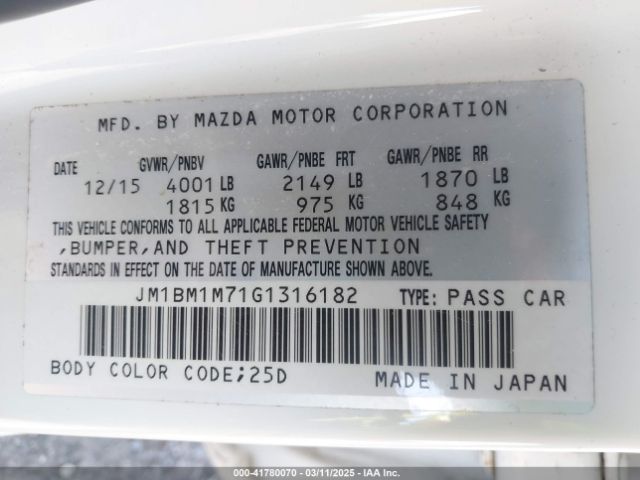 MFD. BY MAZDA MOTOR CORPORATION
DATE GVWR/PNBV GAWR/PNBE FRT GAWR/PNBE RR
12/15 4001 LB 2149 LB 1870 LB
1815 KG 975 KG 848 KG
THIS VEHICLE CONFORMS TO ALL APPLICABLE FEDERAL MOTOR VEHICLE SAFETY
,BUMPER,AND THEFT PREVENTION
STANDARDS IN EFFECT ON THE DATE OF MANUFACTURE SHOWN ABOVE.
JM1BM1M71G1316182 TYPE: PASS CAR
BODY COLOR CODE;25D MADE IN JAPAN
000-41780070 · 03/11/2025 - IAA Inc.